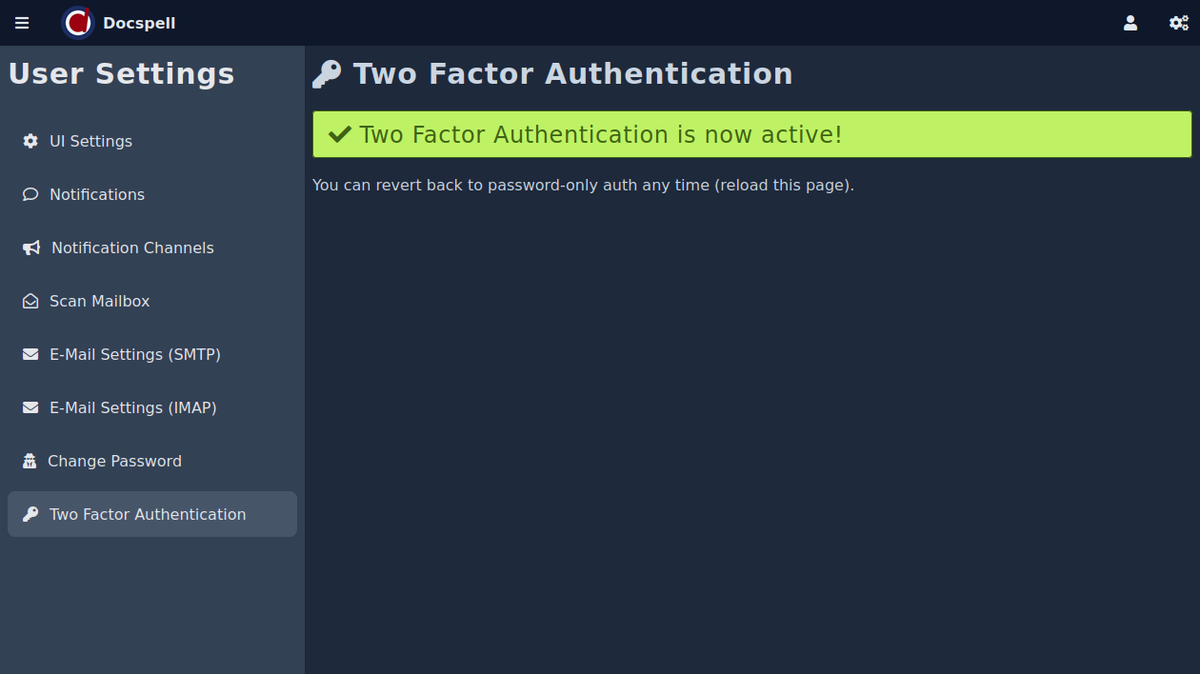 Docspell
User Settings
UI Settings
Notifications
Notification Channels
Scan Mailbox
E-Mail Settings (SMTP)
E-Mail Settings (IMAP)
Change Password
Two Factor Authentication
Two Factor Authentication
Two Factor Authentication is now active!
You can revert back to password-only auth any time (reload this page).